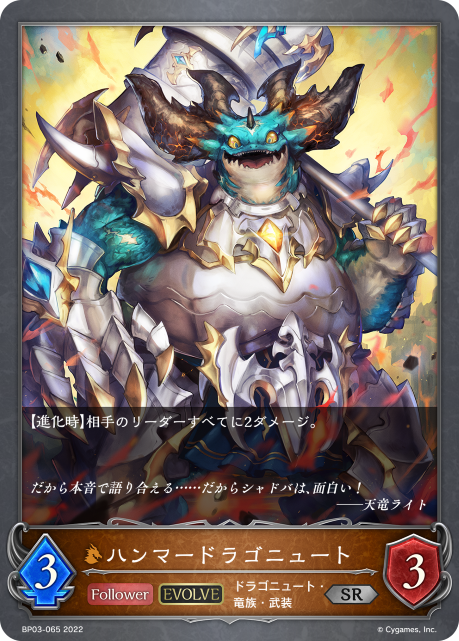 【進化時】相手のリーダーすべてに2ダメージ。
だから本音で語り合える……だからシャドバは、面白い！
──天竜ライト
ハンマードラゴニュート
3
Follower
EVOLVE
ドラゴニュート・
竜族・武装
SR
3
BP03-065 2022
© Cygames, Inc.